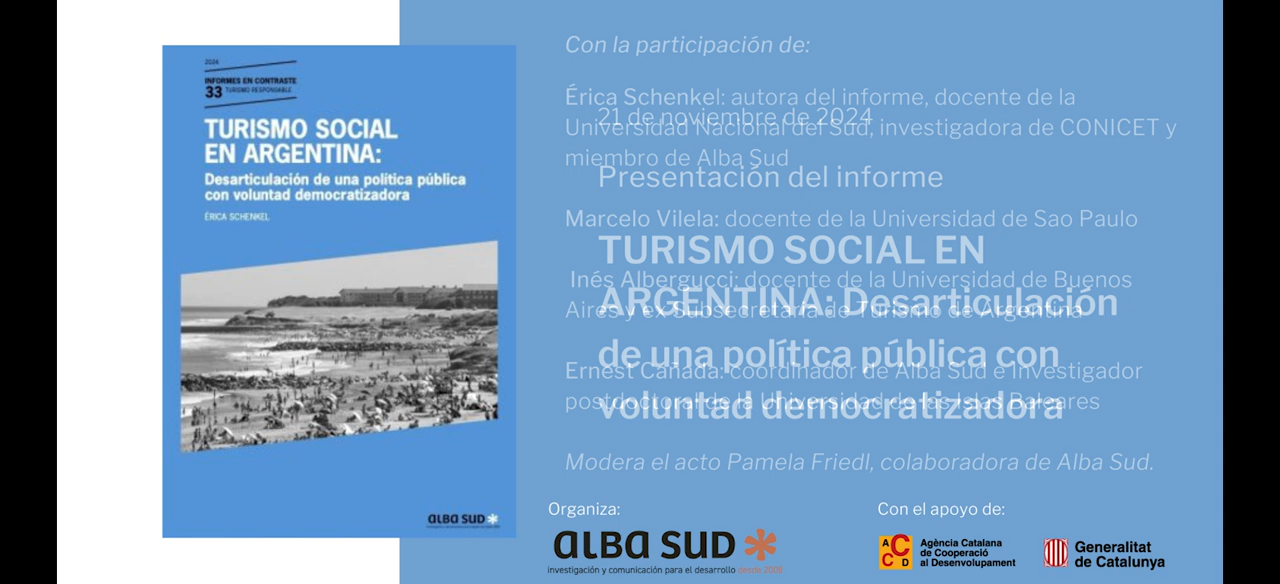 2024
INFORMES EN CONTRASTE
33 TURISMO RESPONSABLE
TURISMO SOCIAL
EN ARGENTINA:
Desarticulación de una política pública
con voluntad democratizadora
ÉRICA SCHENKEL
ALBA SUD
Con la participación de:
Érica Schenkel: autora del informe, docente de la
Universidad Nacional del Sud, investigadora de CONICET y
miembro de Alba Sud
Marcelo Vilela: docente de la Universidad de Sao Paulo
Inés Albergucci: docente de la Universidad de Buenos
Aires y ex Subsecretaria de Turismo de Argentina
Ernest Cañada: coordinador de Alba Sud e investigador
postdoctoral de la Universidad de las Islas Baleares
Modera el acto Pamela Friedl, colaboradora de Alba Sud.
21 de noviembre de 2024
Presentación del informe
TURISMO SOCIAL EN
ARGENTINA: Desarticulación
de una política pública con
voluntad democratizadora
Organiza:
ALBA SUD
investigación y comunicación para el desarrollo desde 2002
Con el apoyo de:
ACCD
Agència Catalana
de Cooperació
al Desenvolupament
Generalitat
de Catalunya